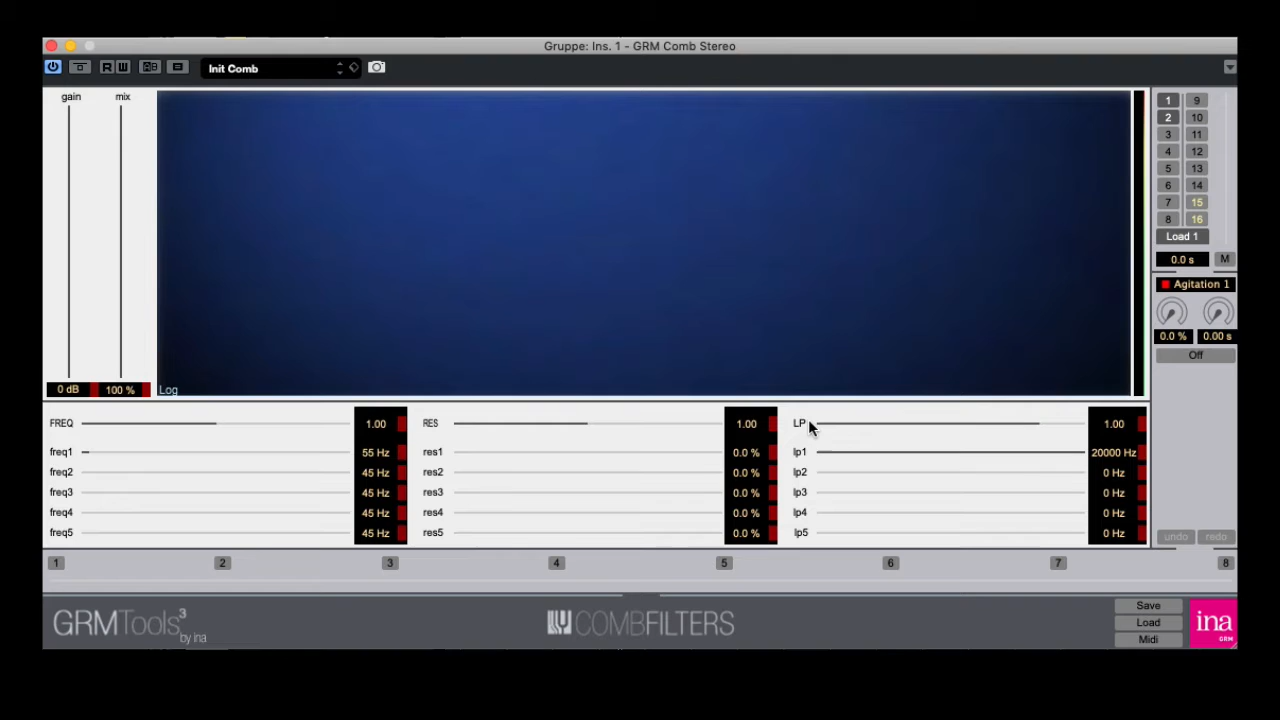 Gruppe: Ins. 1 - GRM Comb Stereo
R W Init Comb
gain mix
0 dB 100 % Log
1 9
2 10
3 11
4 12
5 13
6 14
7 15
8 16
Load 1
0.0 s M
Agitation 1
0.0 % 0.00 s
Off
undo redo
FREQ 1.00 RES 1.00 LP 1.00
freq1 55 Hz res1 0.0 % lp1 20000 Hz
freq2 45 Hz res2 0.0 % lp2 0 Hz
freq3 45 Hz res3 0.0 % lp3 0 Hz
freq4 45 Hz res4 0.0 % lp4 0 Hz
freq5 45 Hz res5 0.0 % lp5 0 Hz
1 2 3 4 5 6 7 8
GRMTools3 by ina
COMBFILTERS
Save
Load
Midi
ina
GRM